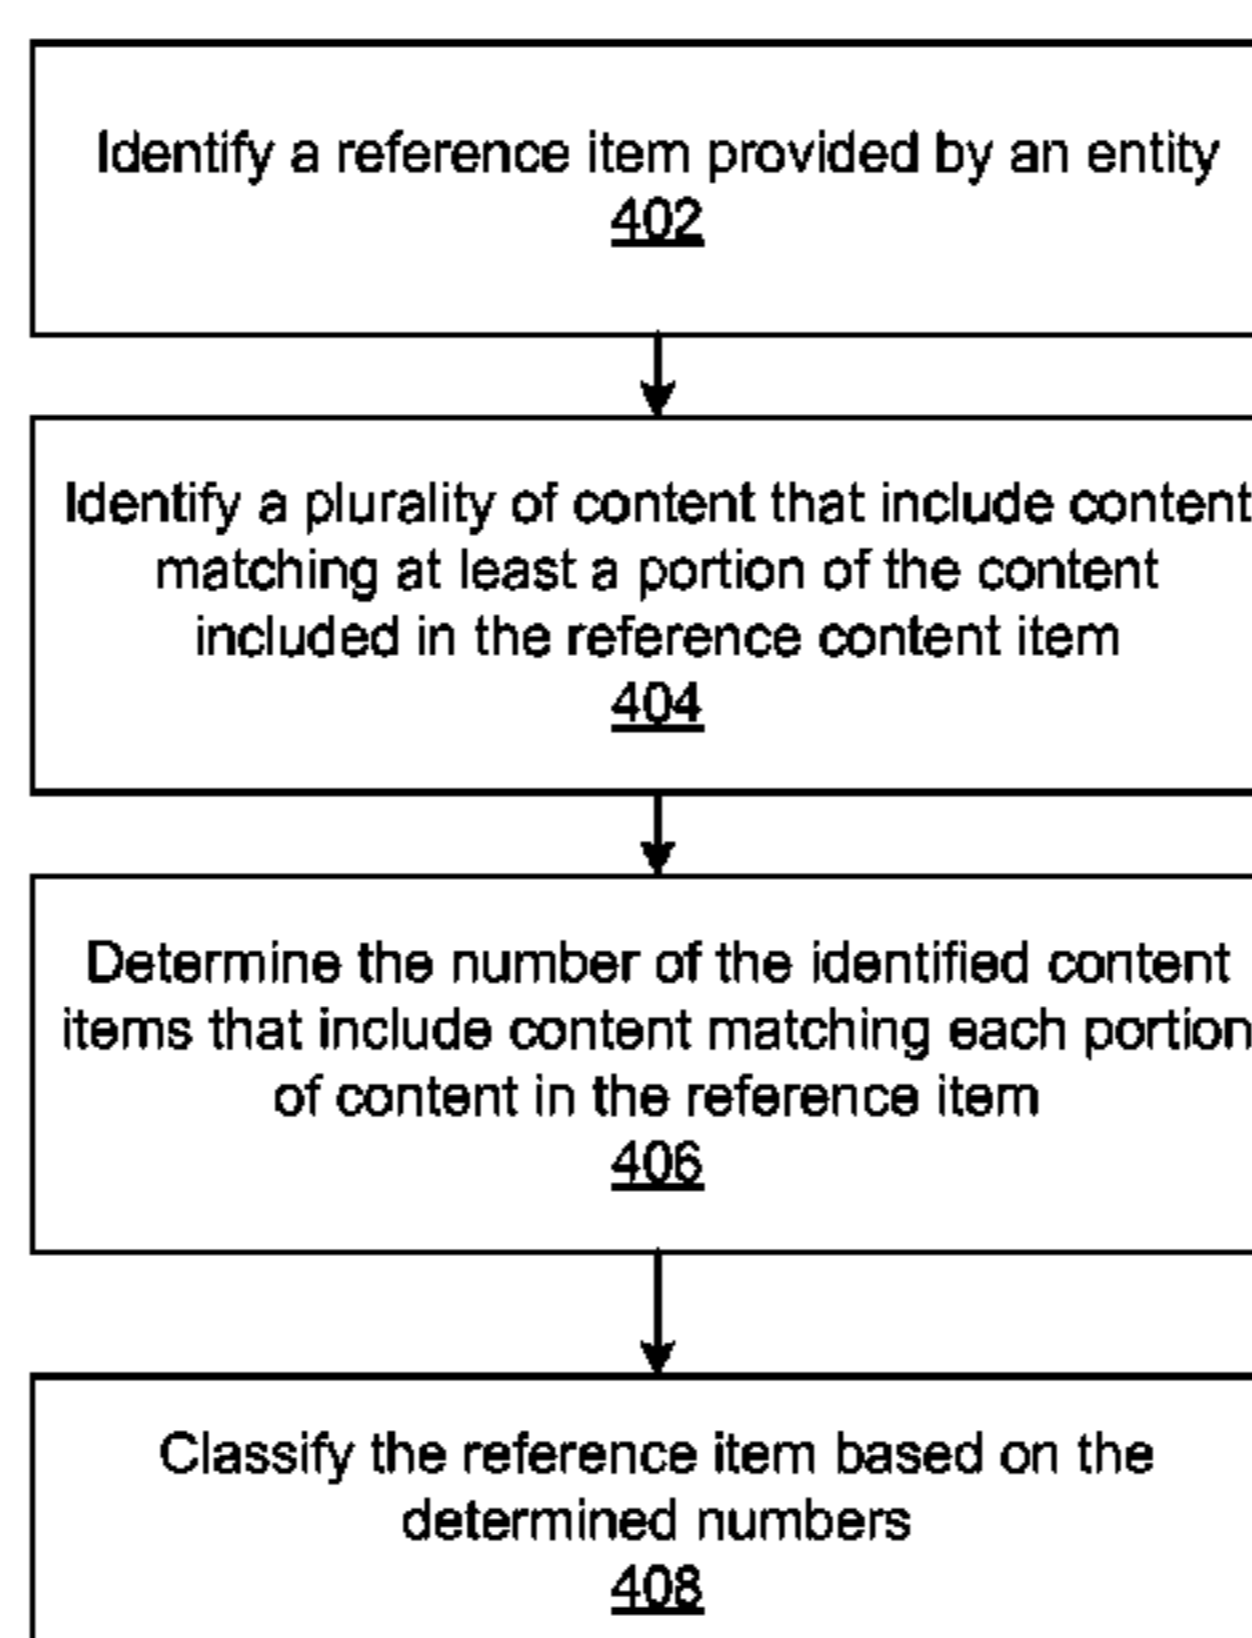 Identify a reference item provided by an entity
402
Identify a plurality of content that include content
matching at least a portion of the content
included in the reference content item
404
Determine the number of the identified content
items that include content matching each portion
of content in the reference item
406
Classify the reference item based on the
determined numbers
408